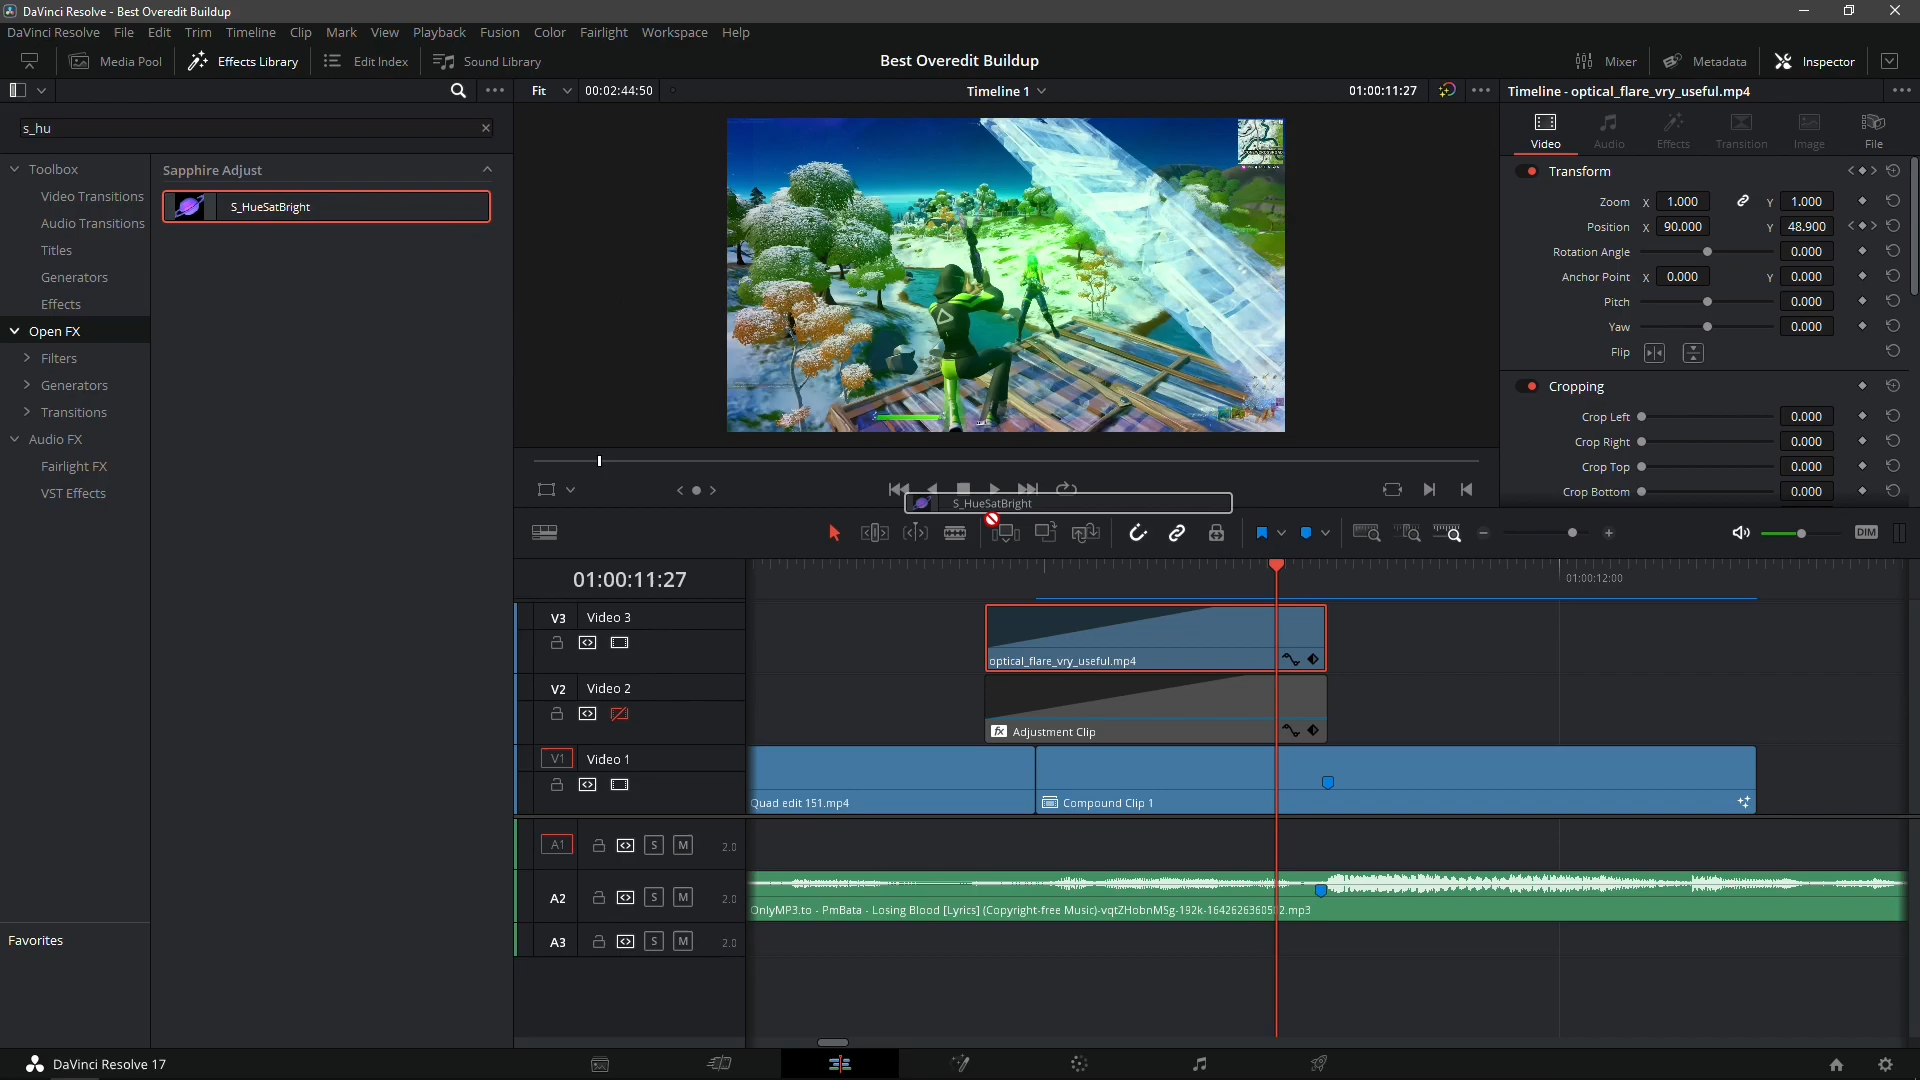 DaVinci Resolve - Best Overedit Buildup
DaVinci Resolve File Edit Trim Timeline Clip Mark View Playback Fusion Color Fairlight Workspace Help
Media Pool Effects Library Edit Index Sound Library Best Overedit Buildup Mixer Metadata Inspector
Fit 00:02:44:50 Timeline 1 01:00:11:27 Timeline - optical_flare_vry_useful.mp4
s_hu
Video Audio Effects Transition Image File
Toolbox
Video Transitions
Audio Transitions
Titles
Generators
Effects
Open FX
Filters
Generators
Transitions
Audio FX
Fairlight FX
VST Effects
Favorites
Sapphire Adjust
S_HueSatBright
Transform
Zoom X 1.000 Y 1.000
Position X 90.000 Y 48.900
Rotation Angle 0.000
Anchor Point X 0.000 Y 0.000
Pitch 0.000
Yaw 0.000
Flip
Cropping
Crop Left 0.000
Crop Right 0.000
Crop Top 0.000
Crop Bottom 0.000
S_HueSatBright
DIM
01:00:11:27
01:00:12:00
V3 Video 3
optical_flare_vry_useful.mp4
V2 Video 2
fx Adjustment Clip
V1 Video 1
Quad edit 151.mp4 Compound Clip 1
A1 S M 2.0
A2 S M
OnlyMP3.to - PmBata - Losing Blood [Lyrics] (Copyright-free Music)-vqtZHobnMSg-192k-1642626360 2.mp3
A3 S M 2.0
DaVinci Resolve 17